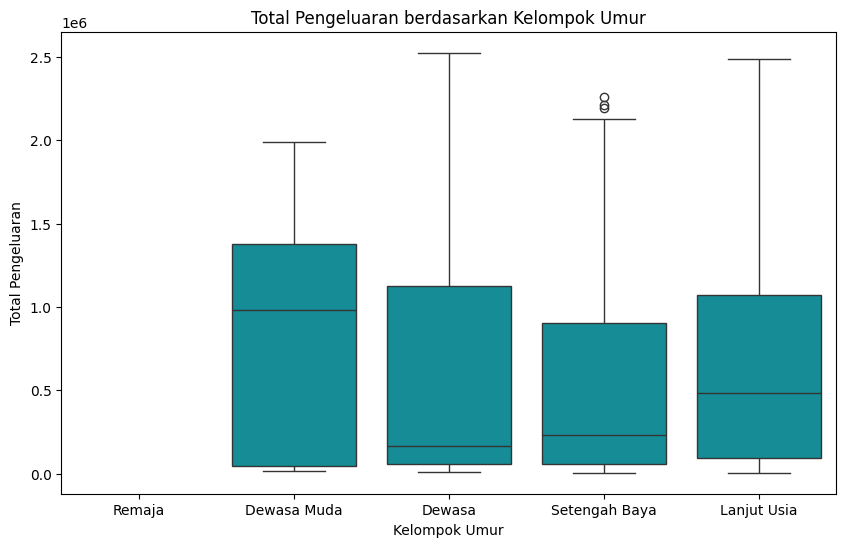 Total Pengeluaran berdasarkan Kelompok Umur
1e6
2.5
2.0
1.5
1.0
0.5
0.0
Total Pengeluaran
Remaja
Dewasa Muda
Dewasa
Setengah Baya
Lanjut Usia
Kelompok Umur